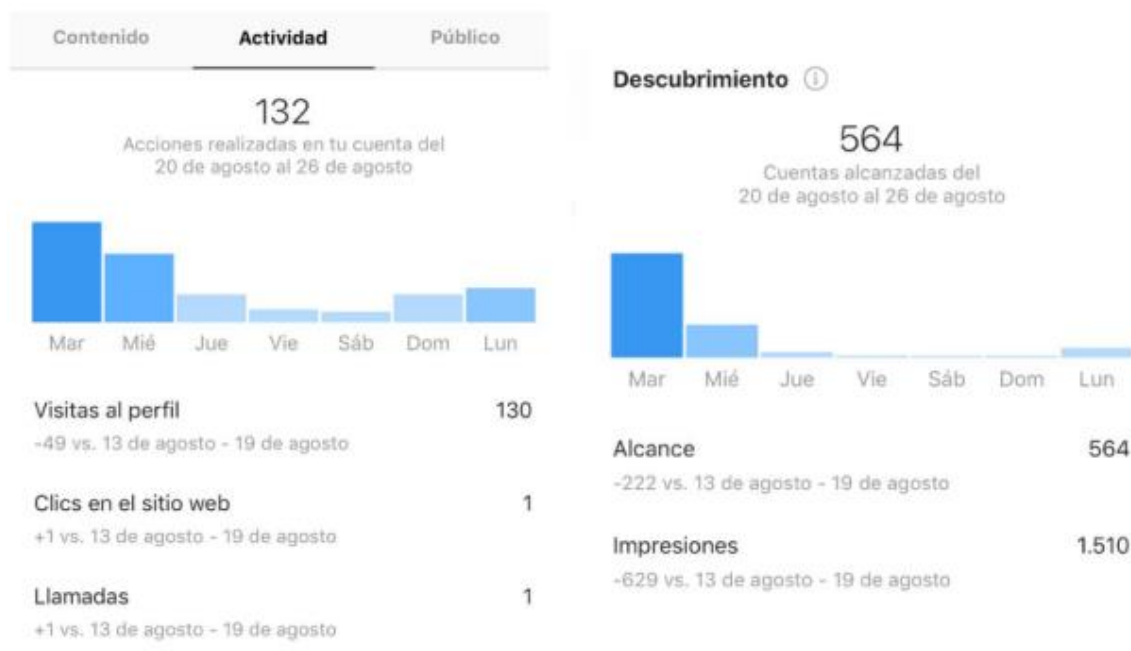 Contenido Actividad Público
132
Acciones realizadas en tu cuenta del
20 de agosto al 26 de agosto
Mar Mié Jue Vie Sáb Dom Lun
Visitas al perfil 130
-49 vs. 13 de agosto - 19 de agosto
Clics en el sitio web 1
+1 vs. 13 de agosto - 19 de agosto
Llamadas 1
+1 vs. 13 de agosto - 19 de agosto
Descubrimiento
564
Cuentas alcanzadas del
20 de agosto al 26 de agosto
Mar Mié Jue Vie Sáb Dom Lun
Alcance 564
-222 vs. 13 de agosto - 19 de agosto
Impresiones 1.510
-629 vs. 13 de agosto - 19 de agosto